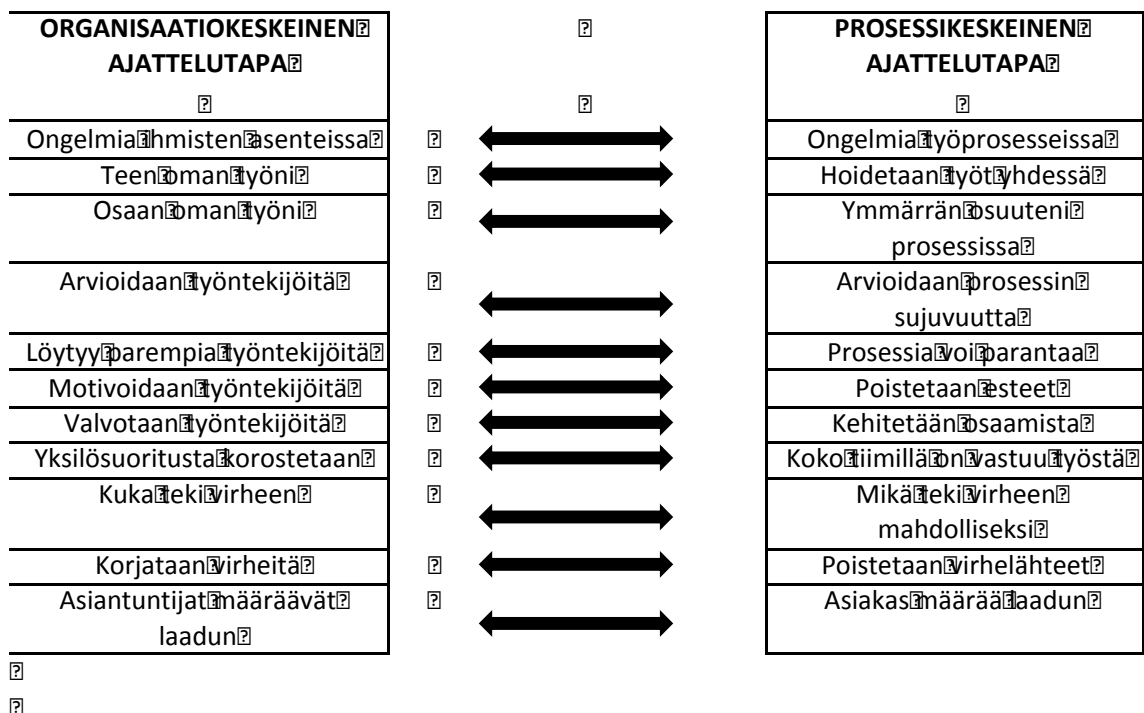 ORGANISAATIOKESKEINEN PROSESSIKESKEINEN
AJATTELUTAPA AJATTELUTAPA
Ongelmia ihmisten asenteissa Ongelmia työprosesseissa
Teen oman työni Hoidetaan työt yhdessä
Osaan oman työni Ymmärrän osuuteni
prosessissa
Arvioidaan työntekijöitä Arvioidaan prosessin
sujuvuutta
Löytyy parempia työntekijöitä Prosessia voi parantaa
Motivoidaan työntekijöitä Poistetaan esteet
Valvotaan työntekijöitä Kehitetään osaamista
Yksilösuoritusta korostetaan Koko tiimillä on vastuu työstä
Kuka teki virheen Mikä teki virheen
mahdolliseksi
Korjataan virheitä Poistetaan virhelähteet
Asiantuntijat määräävät Asiakas määrää laadun
laadun